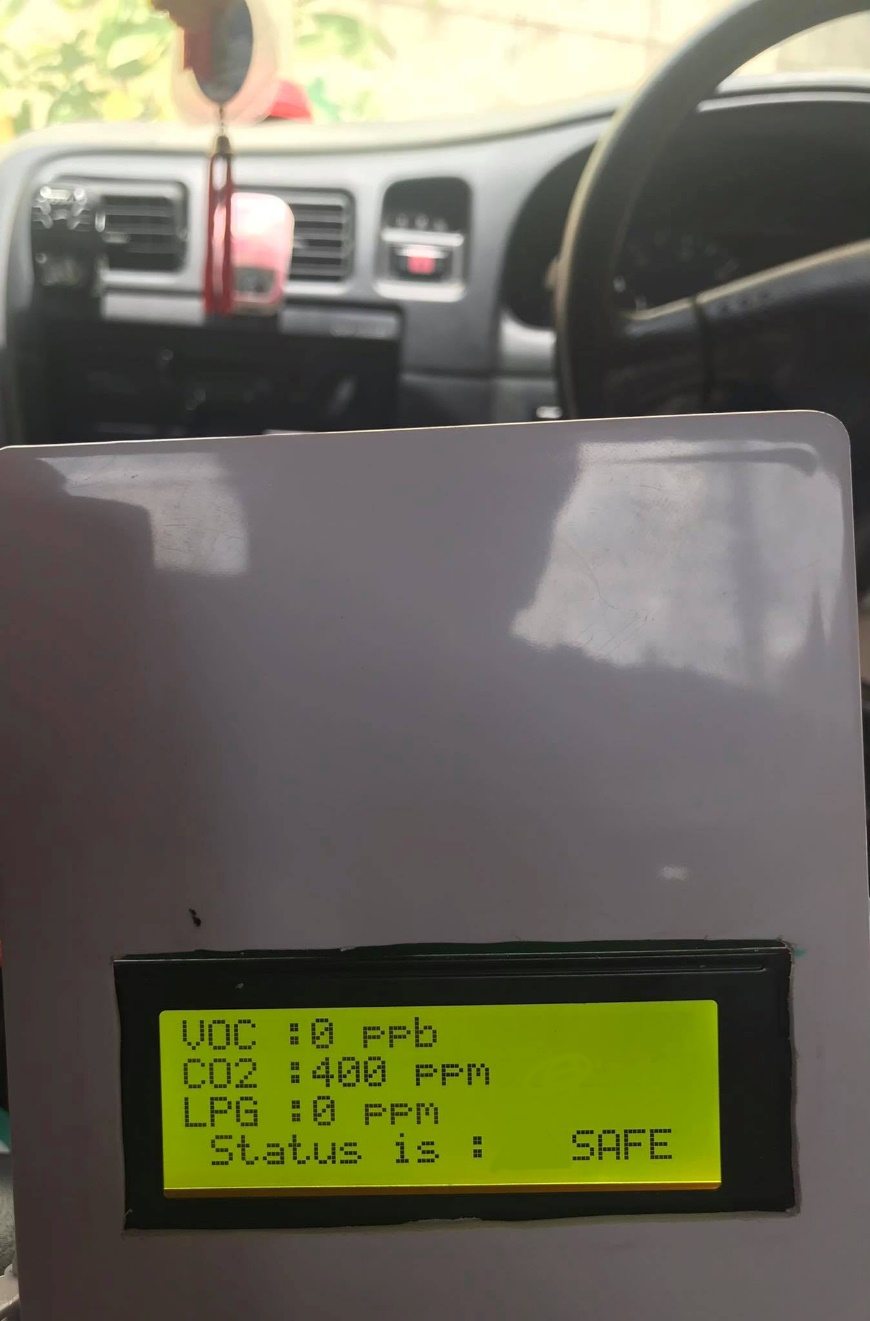 VOC :0 ppb
CO2 :400 ppm
LPG :0 ppm
Status is : SAFE